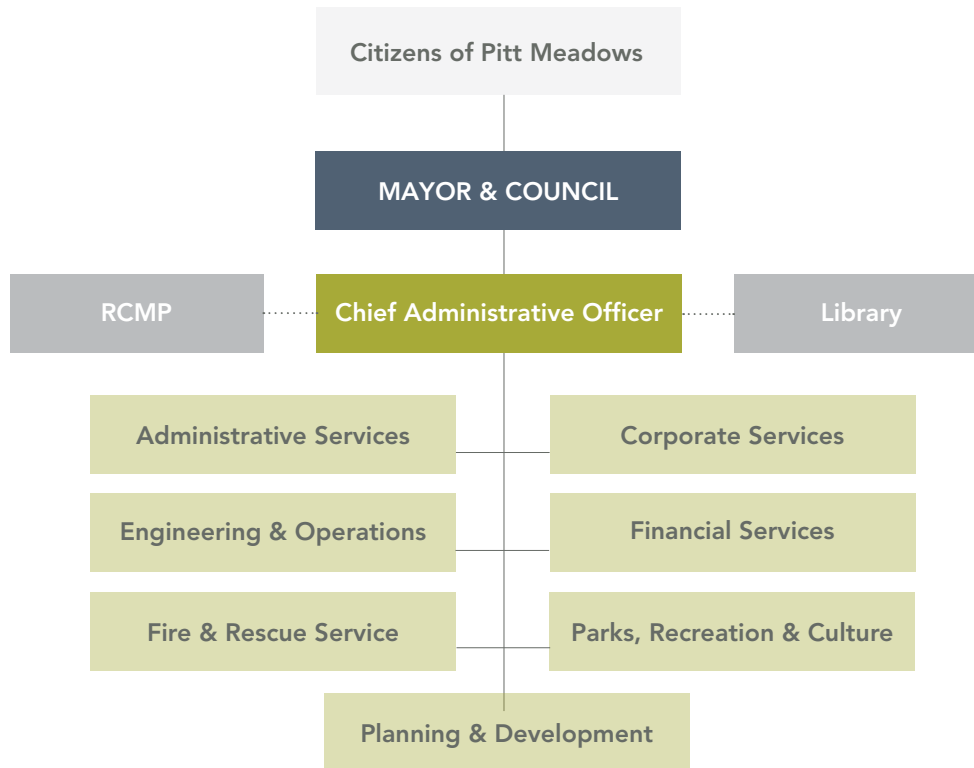 Citizens of Pitt Meadows
MAYOR & COUNCIL
RCMP
Chief Administrative Officer
Library
Administrative Services
Corporate Services
Engineering & Operations
Financial Services
Fire & Rescue Service
Parks, Recreation & Culture
Planning & Development